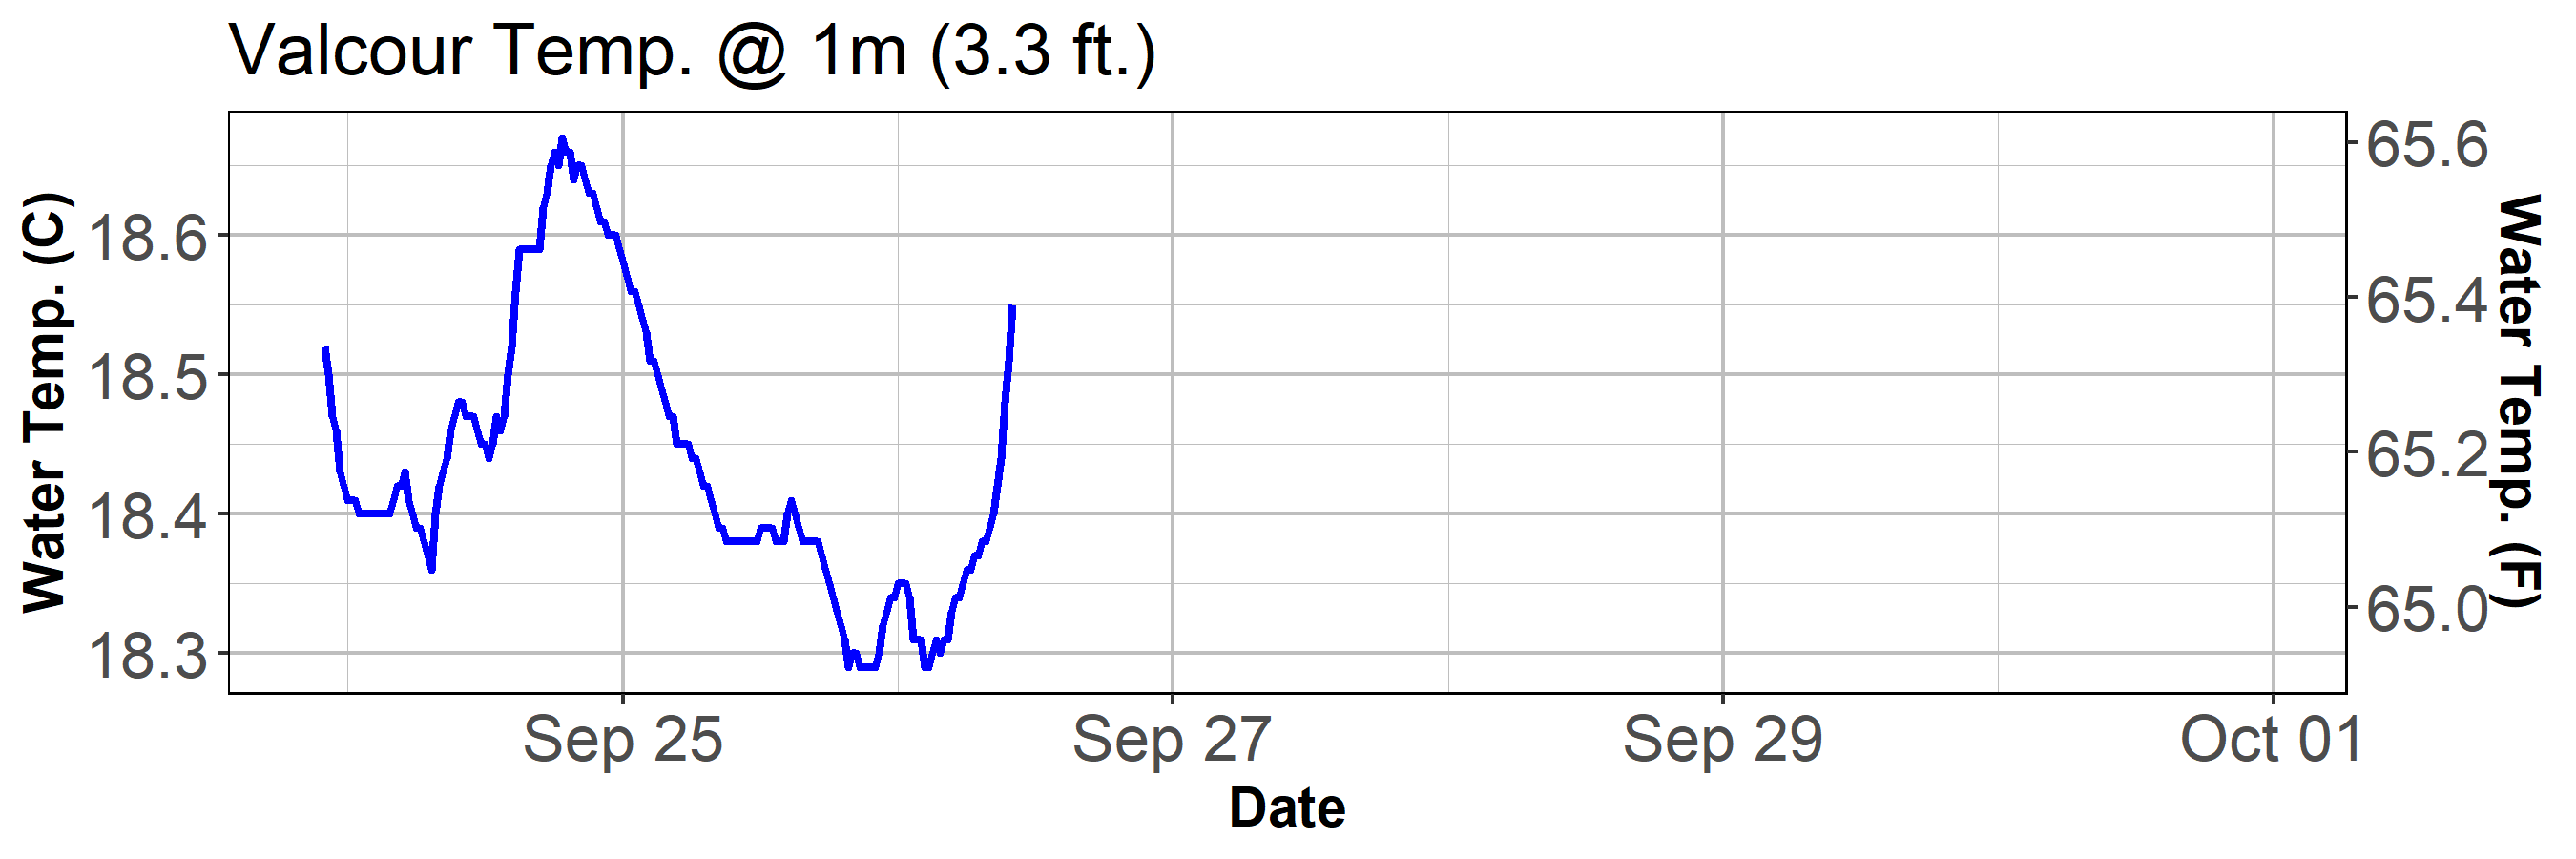 Valcour Temp. @ 1m (3.3 ft.)
Water Temp. (C)
18.6
18.5
18.4
18.3
65.6
65.4
65.2
65.0
Water Temp. (F)
Sep 25
Sep 27
Sep 29
Oct 01
Date